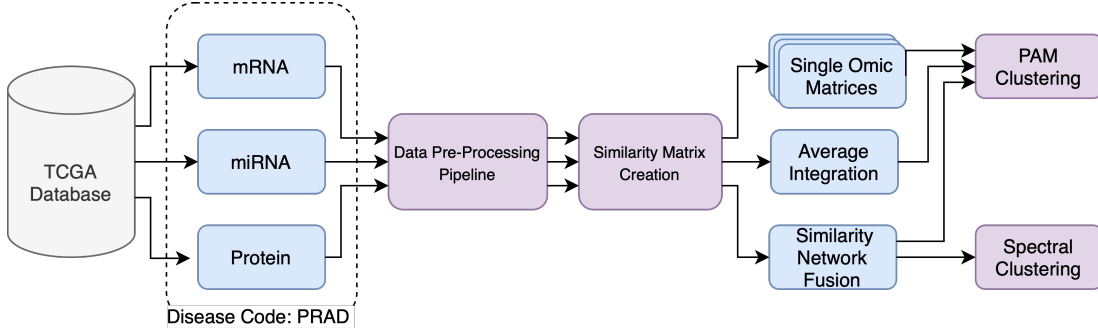 TCGA
Database
mRNA
miRNA
Protein
Disease Code: PRAD
Data Pre-Processing
Pipeline
Similarity Matrix
Creation
Single Omic
Matrices
Average
Integration
Similarity
Network
Fusion
PAM
Clustering
Spectral
Clustering